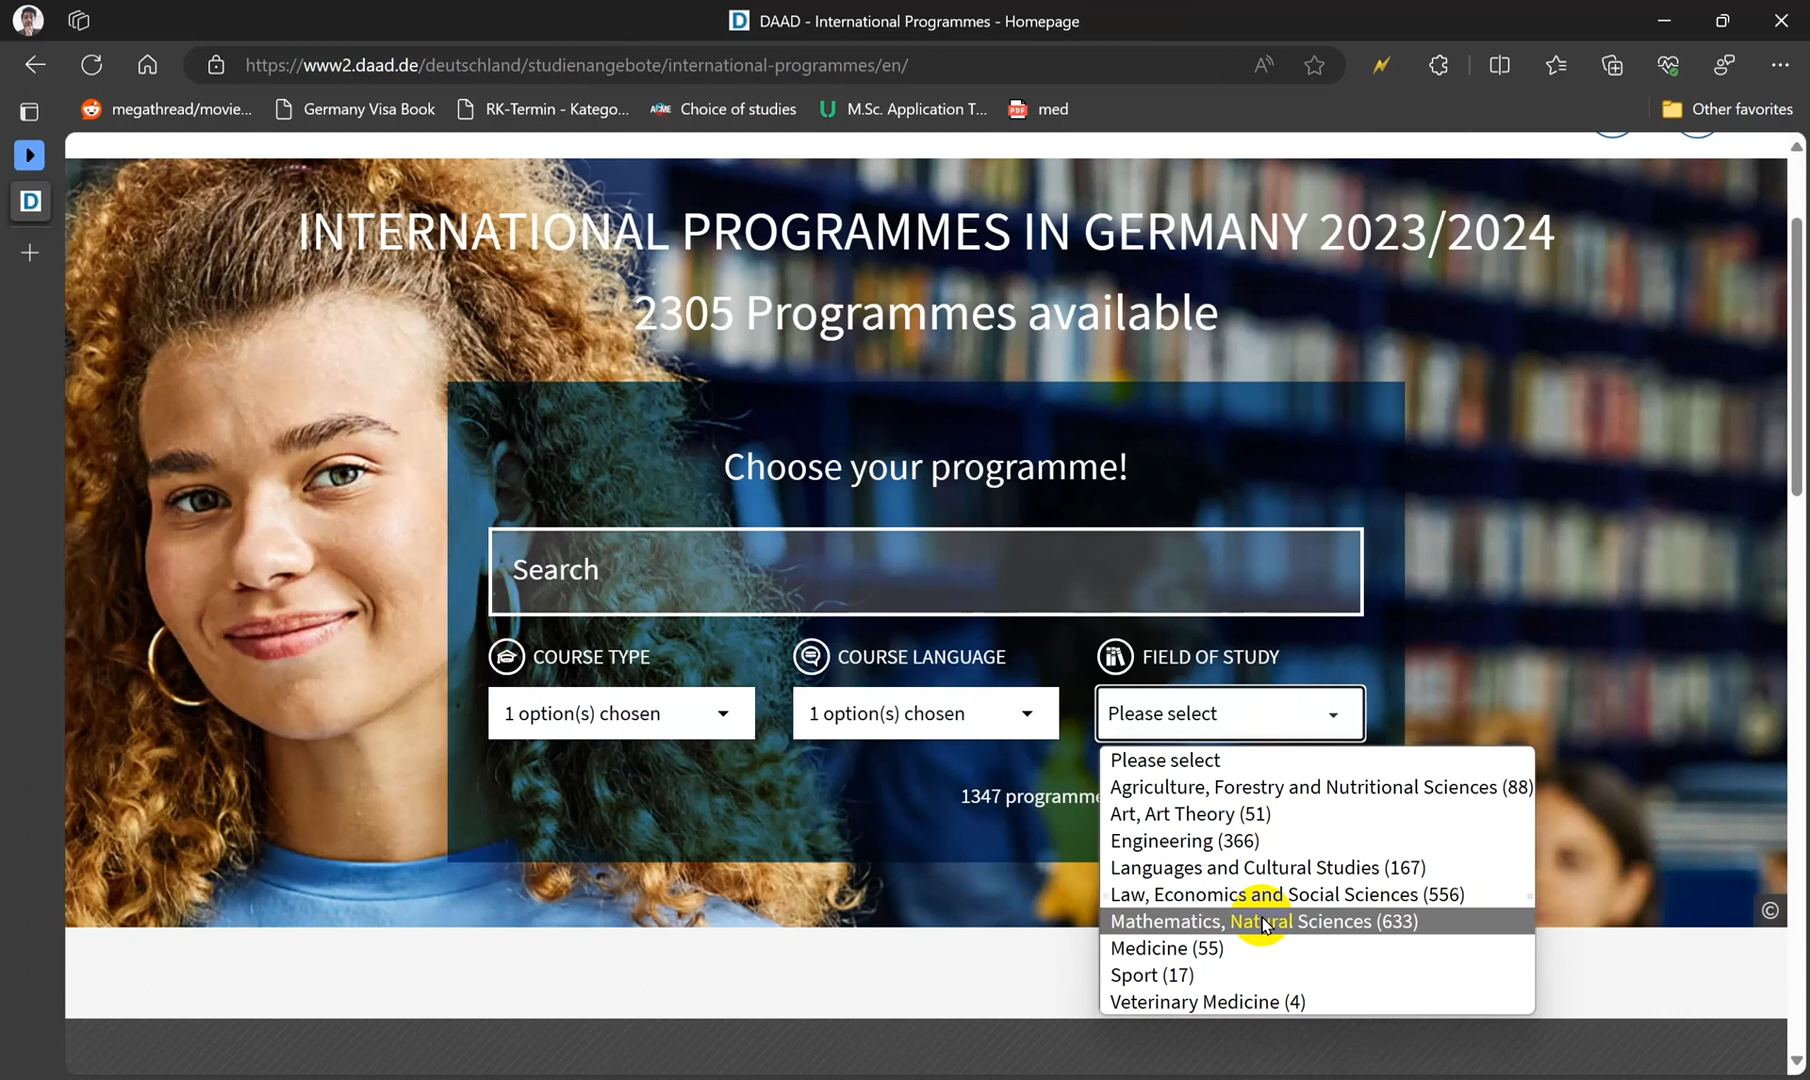 DAAD - International Programmes - Homepage
https://www2.daad.de/deutschland/studienangebote/international-programmes/en/
megathread/movie...
Germany Visa Book
RK-Termin - Katego...
ACME
Choice of studies
M.Sc. Application T...
PDF
med
Other favorites
INTERNATIONAL PROGRAMMES IN GERMANY 2023/2024
2305 Programmes available
Choose your programme!
Search
COURSE TYPE
COURSE LANGUAGE
FIELD OF STUDY
1 option(s) chosen
1 option(s) chosen
Please select
Please select
Agriculture, Forestry and Nutritional Sciences (88)
1347 programme
Art, Art Theory (51)
Engineering (366)
Languages and Cultural Studies (167)
Law, Economics and Social Sciences (556)
Mathematics, Natural Sciences (633)
©
Medicine (55)
Sport (17)
Veterinary Medicine (4)